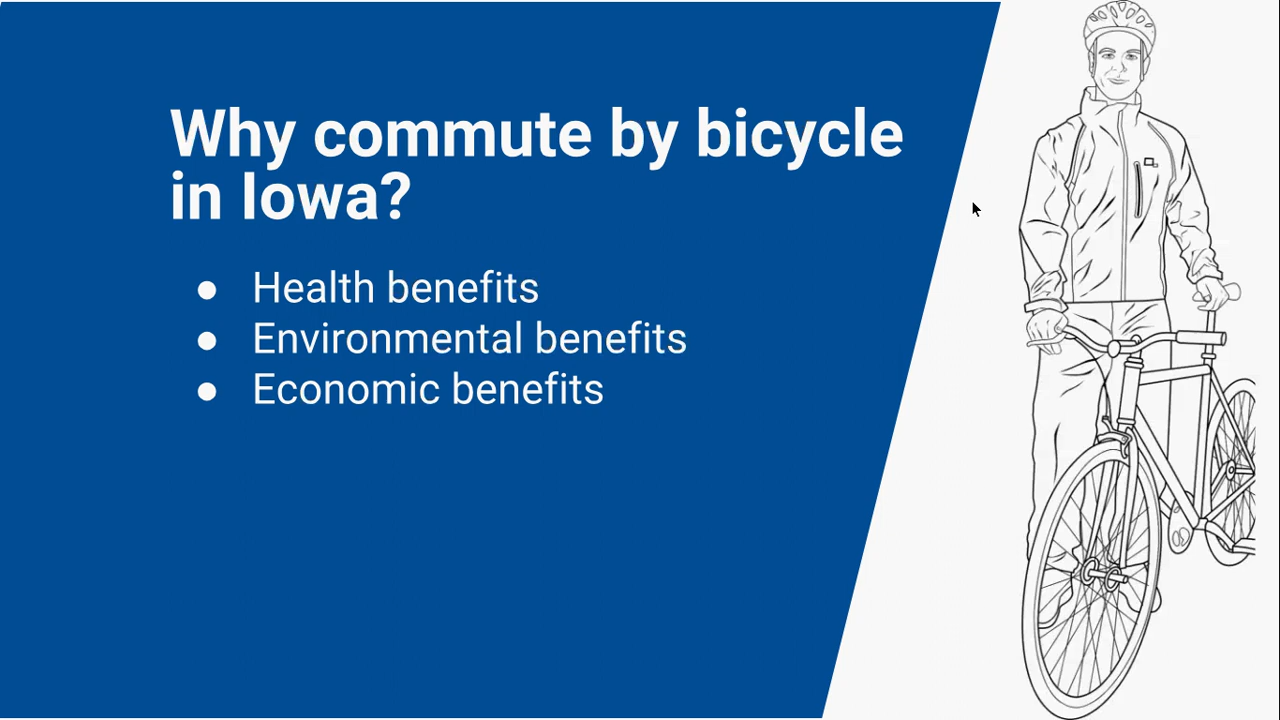 Why commute by bicycle
in Iowa?
● Health benefits
● Environmental benefits
● Economic benefits